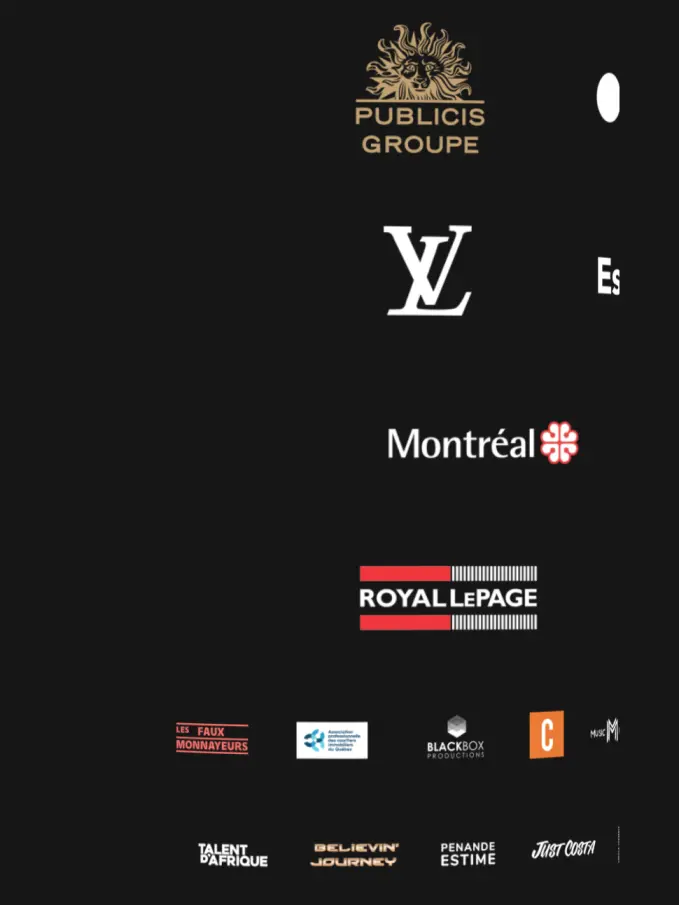 PUBLICIS
GROUPE
LV
Es
Montréal
ROYAL LEPAGE
LES FAUX
MONNAYEURS
Association
professionnelle
des courtiers
immobiliers
du Québec
BLACKBOX
PRODUCTIONS
C
MUSIC M
TALENT
D'AFRIQUE
BELIEVIN'
JOURNEY
PENANDE
ESTIME
JUST COSTA